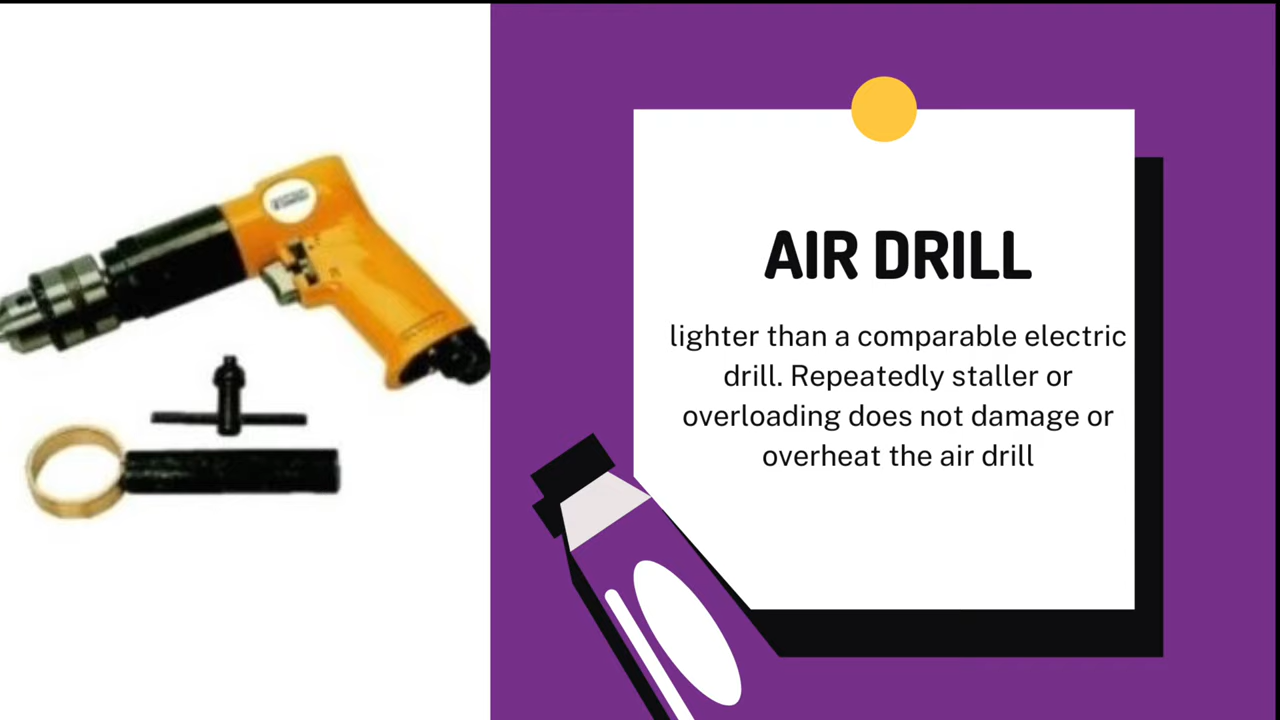 AIR DRILL
lighter than a comparable electric
drill. Repeatedly staller or
overloading does not damage or
overheat the air drill